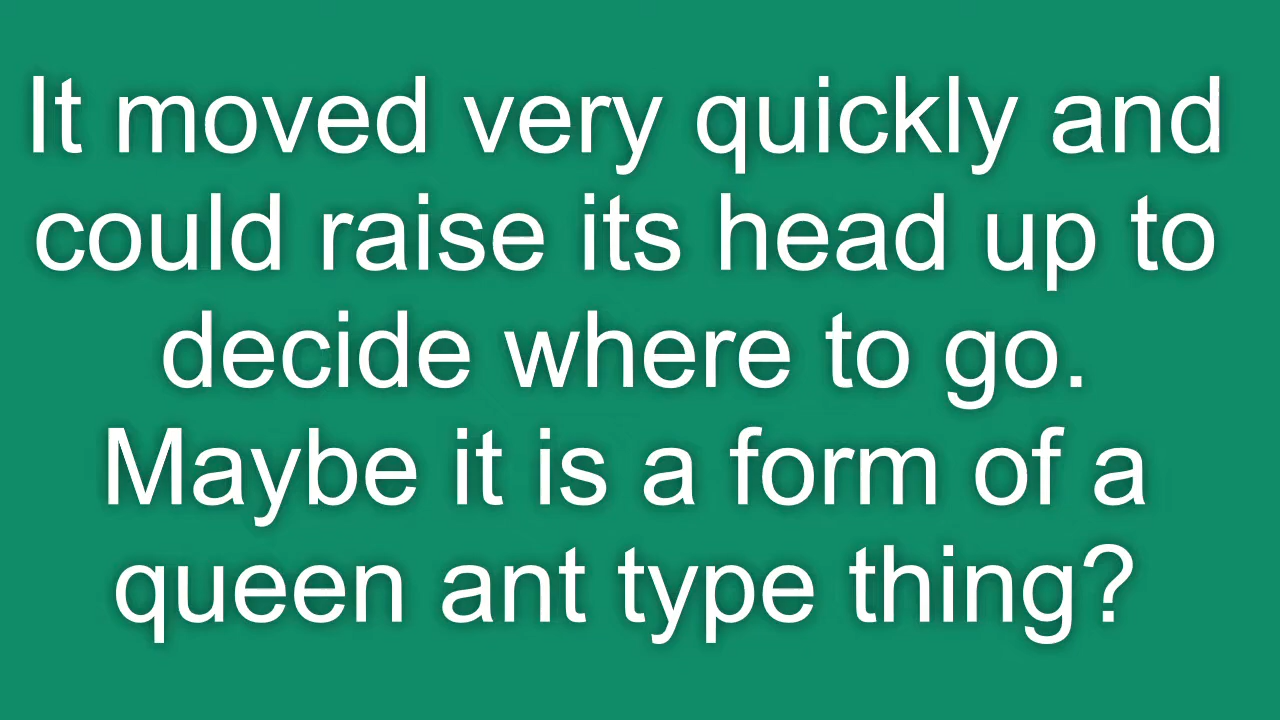 It moved very quickly and
could raise its head up to
decide where to go.
Maybe it is a form of a
queen ant type thing?